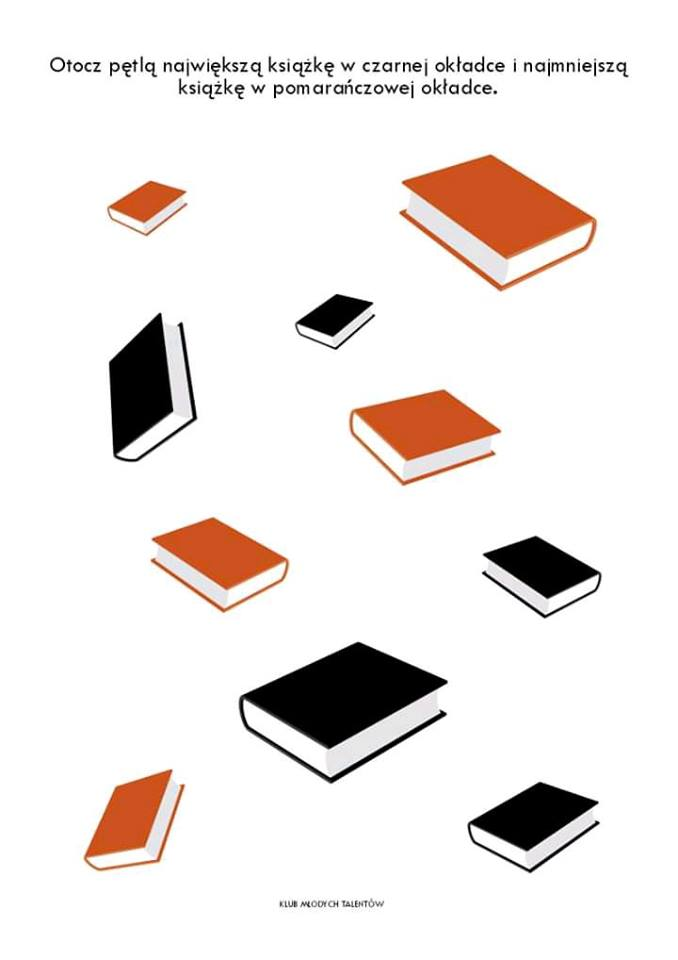 Otocz pętlą największą książkę w czarnej okładce i najmniejszą
książkę w pomarańczowej okładce.
KLUB MŁODYCH TALENTÓW